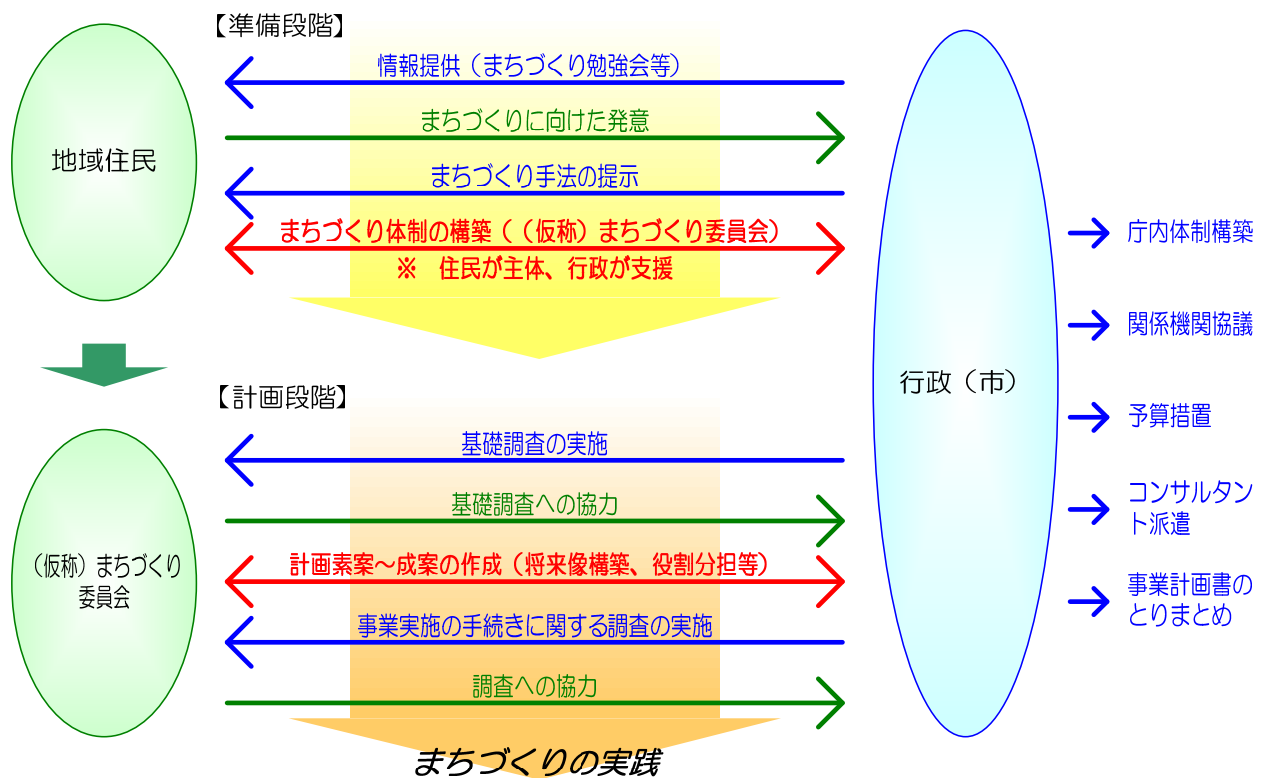 【準備段階】
情報提供（まちづくり勉強会等）
まちづくりに向けた発意
地域住民
まちづくり手法の提示
まちづくり体制の構築（（仮称）まちづくり委員会）
※　住民が主体、行政が支援
【計画段階】
基礎調査の実施
基礎調査への協力
（仮称）まちづくり
委員会
計画素案～成案の作成（将来像構築、役割分担等）
事業実施の手続きに関する調査の実施
調査への協力
まちづくりの実践
行政（市）
庁内体制構築
関係機関協議
予算措置
コンサルタン
ト派遣
事業計画書の
とりまとめ